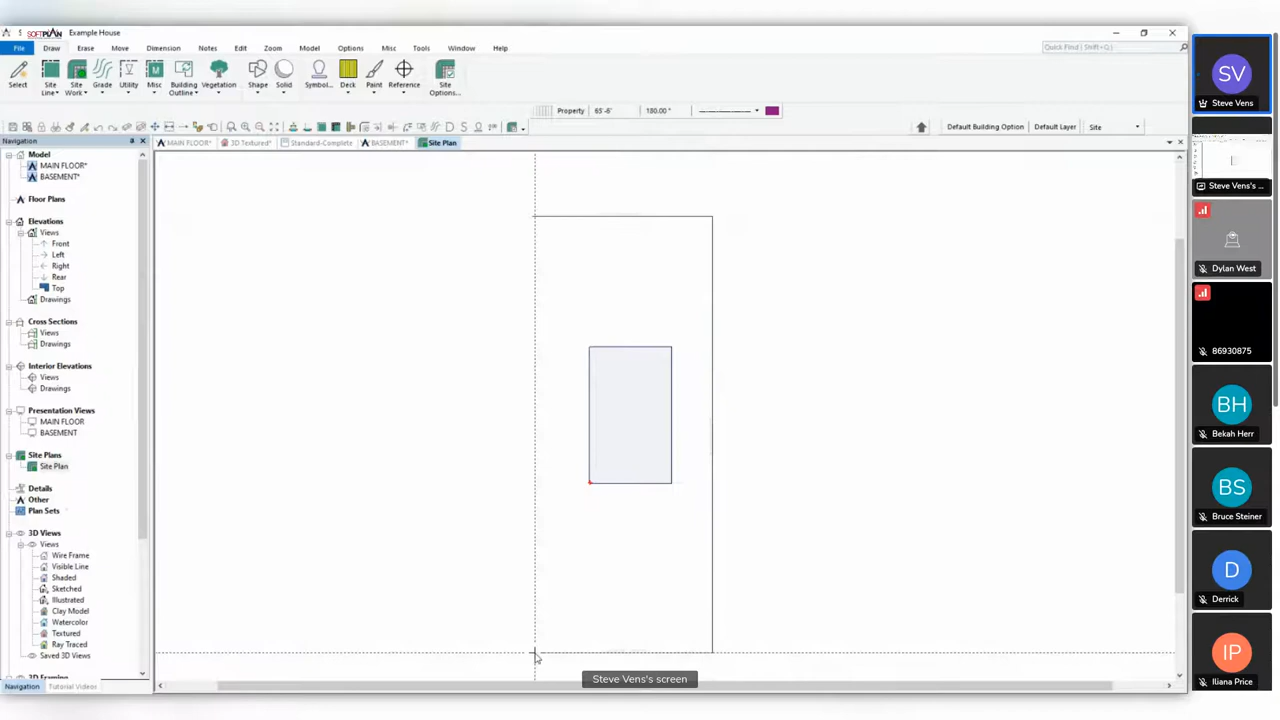 SOFTPLAN Example House
File Draw Erase Move Dimension Notes Edit Zoom Model Options Misc Tools Window Help
Quick Find (Shift+Q:)
Select Site Line Site Work Grade Utility Misc Building Outline Vegetation Shape Solid Symbol... Deck Paint Reference Site Options...
Property 65'-6" 180.00°
Default Building Option Default Layer Site
Navigation
MAIN FLOOR* 3D Textured* Standard-Complete BASEMENT* Site Plan
Model
MAIN FLOOR*
BASEMENT*
Floor Plans
Elevations
Views
Front
Left
Right
Rear
Top
Drawings
Cross Sections
Views
Drawings
Interior Elevations
Views
Drawings
Presentation Views
MAIN FLOOR
BASEMENT
Site Plans
Site Plan
Details
Other
Plan Sets
3D Views
Views
Wire Frame
Visible Line
Shaded
Sketched
Illustrated
Clay Model
Watercolor
Textured
Ray Traced
Saved 3D Views
3D Framing
Navigation Tutorial Videos
Steve Vens's screen
SV
Steve Vens
Steve Vens's ...
Dylan West
86930875
BH
Bekah Herr
BS
Bruce Steiner
D
Derrick
IP
Iliana Price